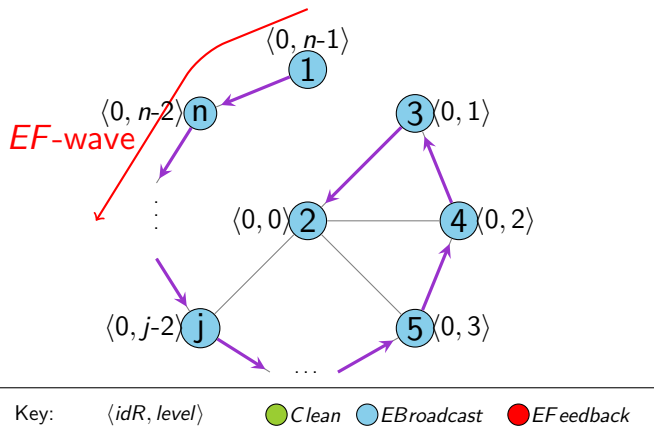 ⟨0, n-1⟩
1
⟨0, n-2⟩ n
3 ⟨0, 1⟩
EF-wave
⋮
⟨0, 0⟩ 2
4 ⟨0, 2⟩
⟨0, j-2⟩ j
5 ⟨0, 3⟩
...
Key: ⟨idR, level⟩ Clean EBroadcast EFeedback